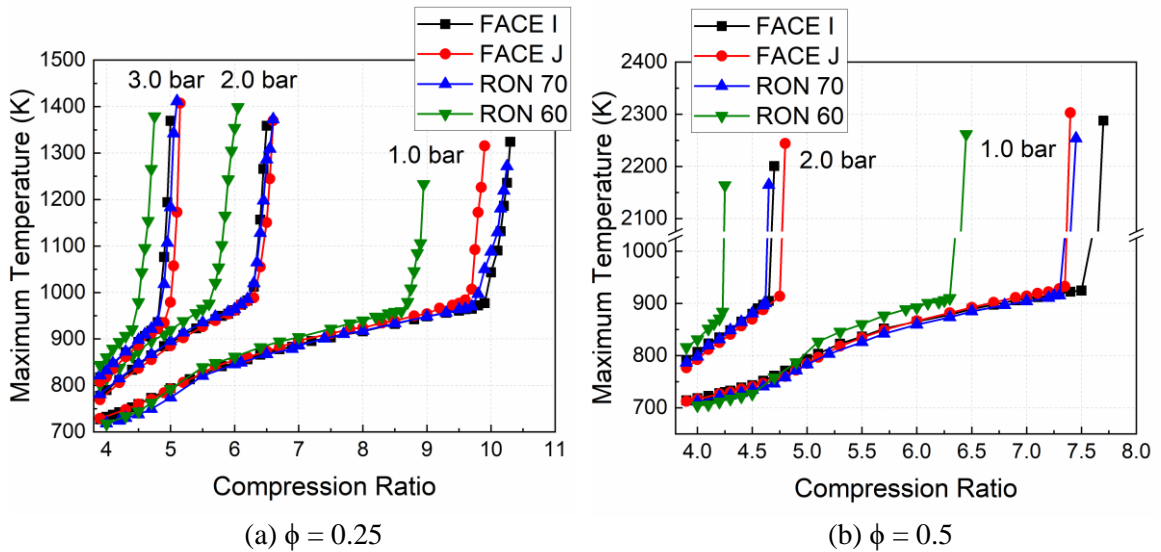 FACE I
FACE J
RON 70
RON 60
1500
1400
1300
1200
1100
1000
900
800
700
Maximum Temperature (K)
3.0 bar
2.0 bar
1.0 bar
4 5 6 7 8 9 10 11
Compression Ratio
(a) ϕ = 0.25
FACE I
FACE J
RON 70
RON 60
2400
2300
2200
2100
1000
900
800
700
Maximum Temperature (K)
2.0 bar
1.0 bar
4.0 4.5 5.0 5.5 6.0 6.5 7.0 7.5 8.0
Compression Ratio
(b) ϕ = 0.5